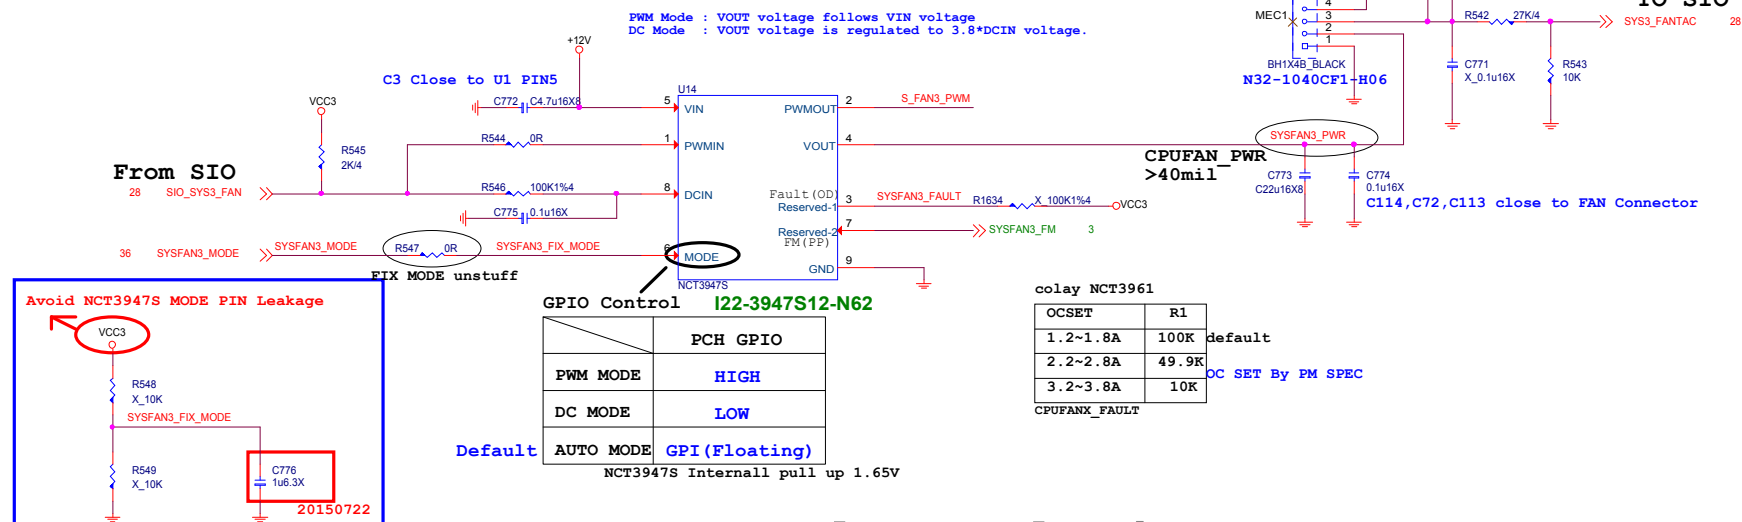 PWM Mode : VOUT voltage follows VIN voltage
DC Mode : VOUT voltage is regulated to 3.8*DCIN voltage.
+12V
C3 Close to U1 PIN5
VCC3
C772 C4.7u16X8
R545
2K/4
R544 0R
From SIO
28 SIO_SYS3_FAN
R546 100K1%4
C775 0.1u16X
36 SYSFAN3_MODE
SYSFAN3_MODE
R547 0R
SYSFAN3_FIX_MODE
FIX MODE unstuff
U14
5 VIN
1 PWMIN
8 DCIN
6 MODE
PWMOUT 2
VOUT 4
Fault(OD)
Reserved-1 3
Reserved-2 7
FM(PP)
GND 9
NCT3947S
S_FAN3_PWM
SYSFAN3_FAULT
R1634 X_100K1%4
VCC3
SYSFAN3_FM 3
I22-3947S12-N62
GPIO Control
PCH GPIO
PWM MODE HIGH
DC MODE LOW
Default AUTO MODE GPI(Floating)
NCT3947S Internall pull up 1.65V
MEC1
4
3
2
1
BH1X4B_BLACK
N32-1040CF1-H06
R542 27K/4
SYS3_FANTAC 28
C771
X_0.1u16X
R543
10K
SYSFAN3_PWR
CPUFAN_PWR
>40mil
C773
C22u16X8
C774
0.1u16X
C114,C72,C113 close to FAN Connector
colay NCT3961
OCSET R1
1.2~1.8A 100K default
2.2~2.8A 49.9K
OC SET By PM SPEC
3.2~3.8A 10K
CPUFANX_FAULT
Avoid NCT3947S MODE PIN Leakage
VCC3
R548
X_10K
SYSFAN3_FIX_MODE
R549
X_10K
C776
1u6.3X
20150722